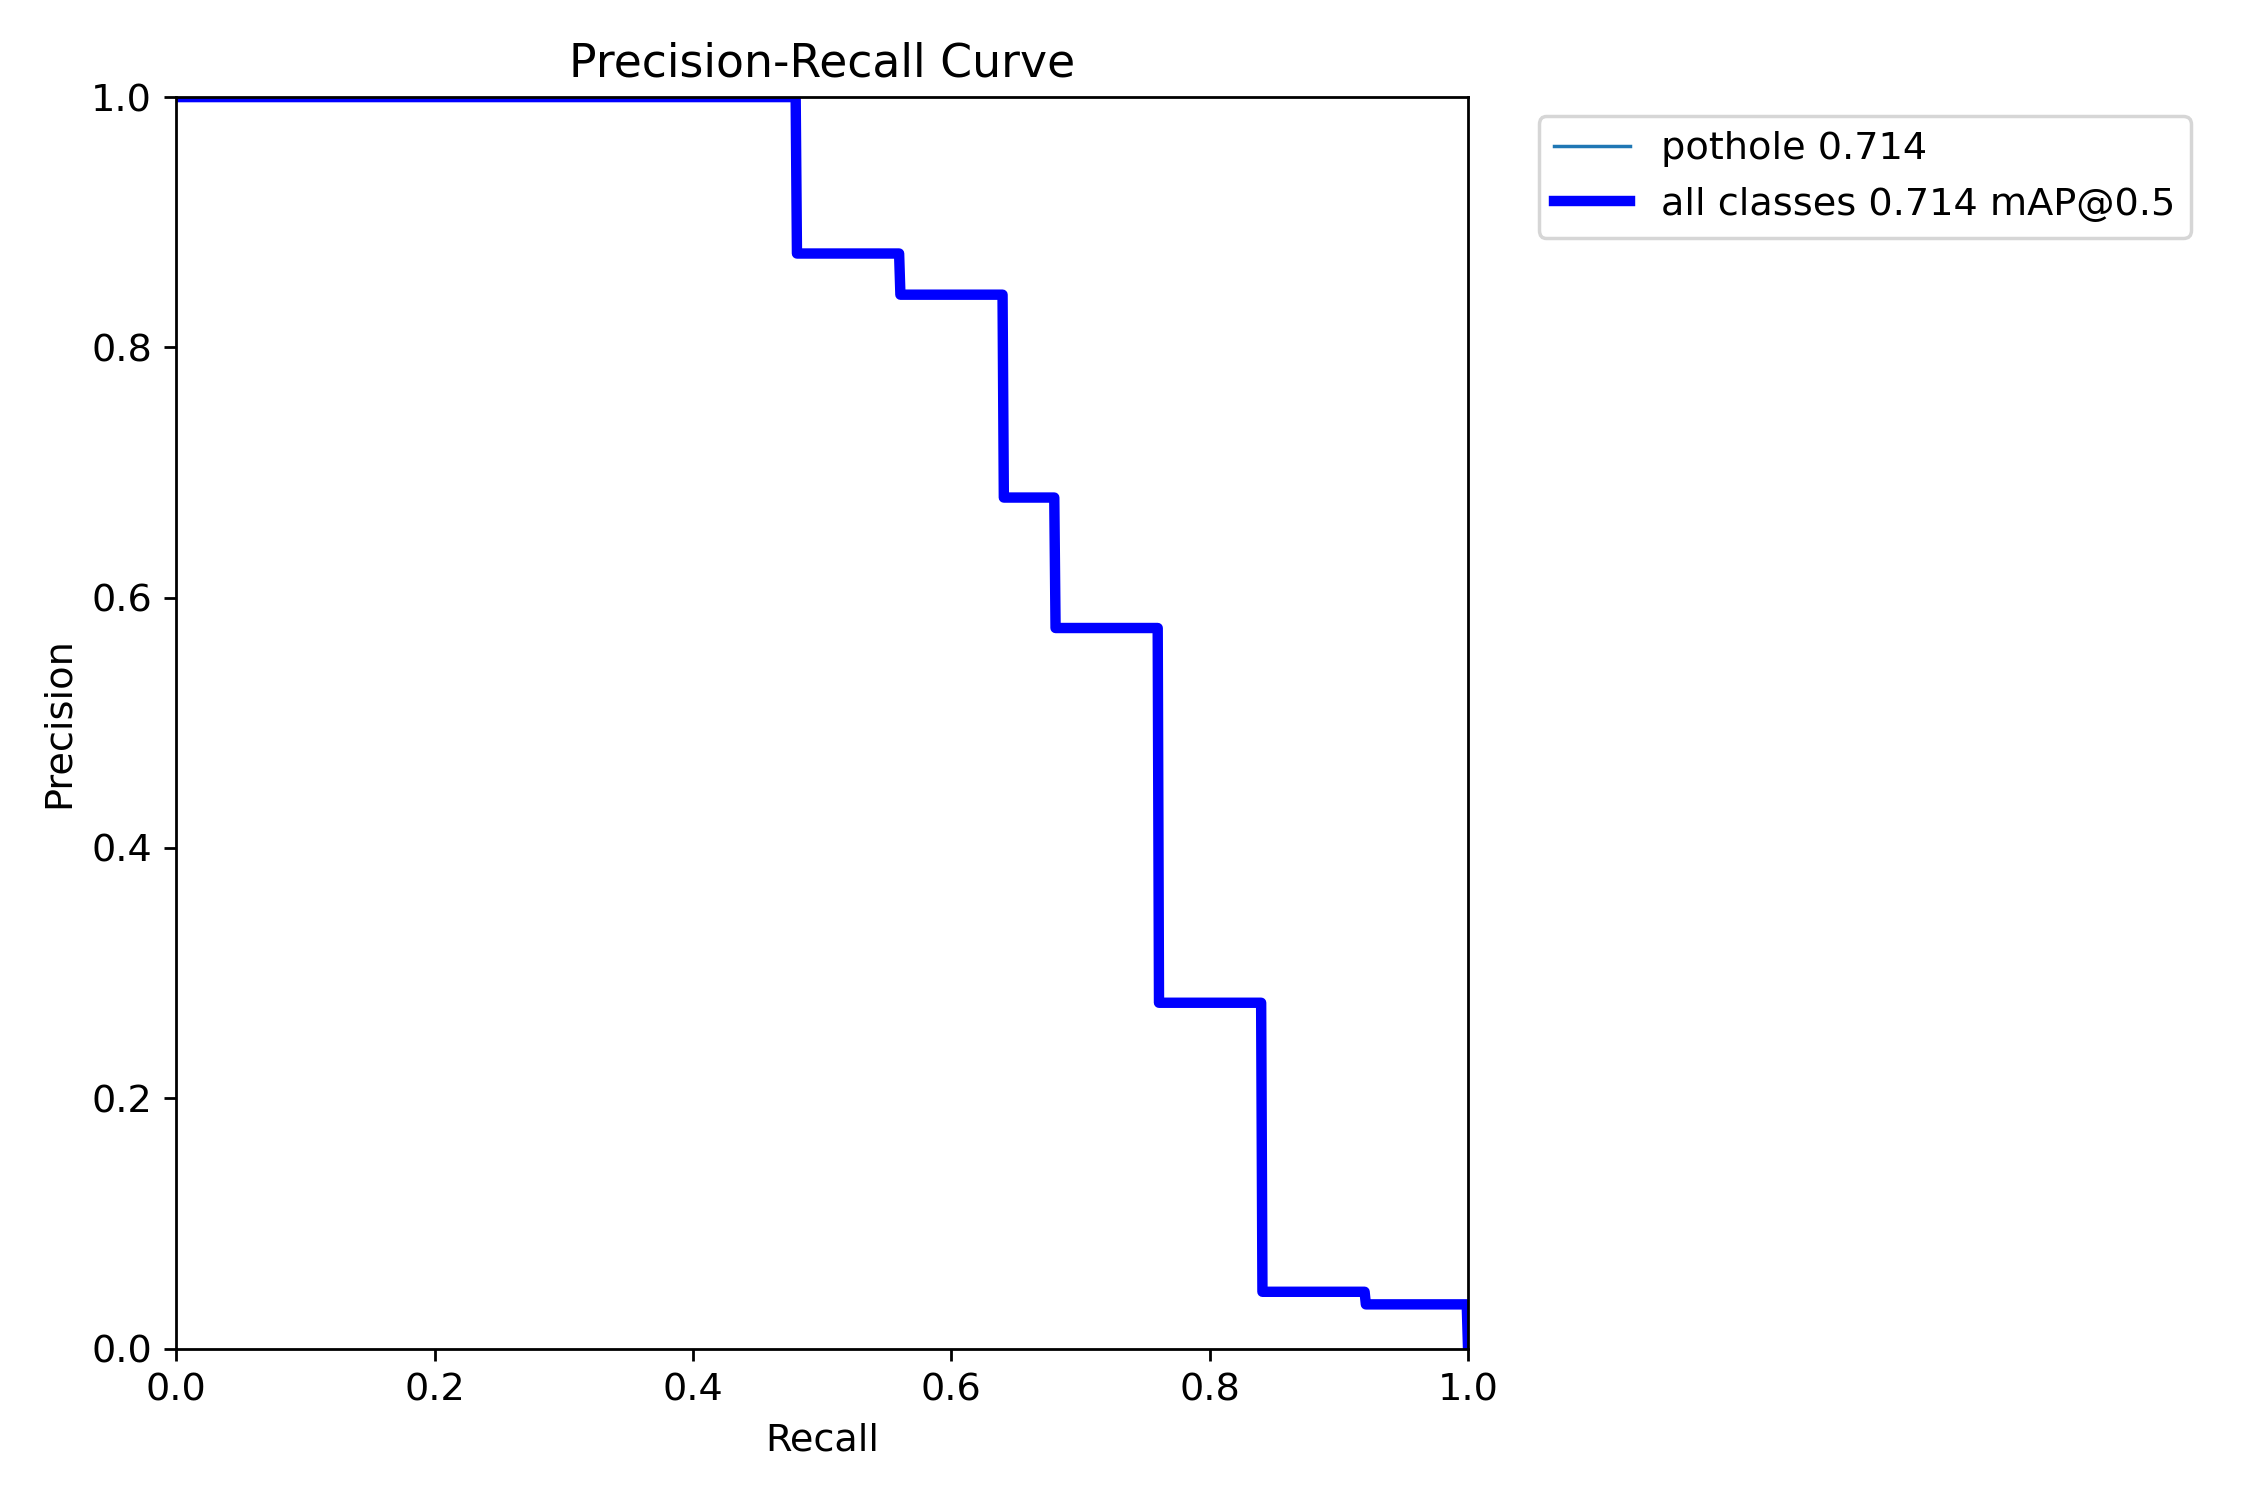 Precision-Recall Curve
1.0
0.8
0.6
0.4
0.2
0.0
Precision
0.0 0.2 0.4 0.6 0.8 1.0
Recall
pothole 0.714
all classes 0.714 mAP@0.5